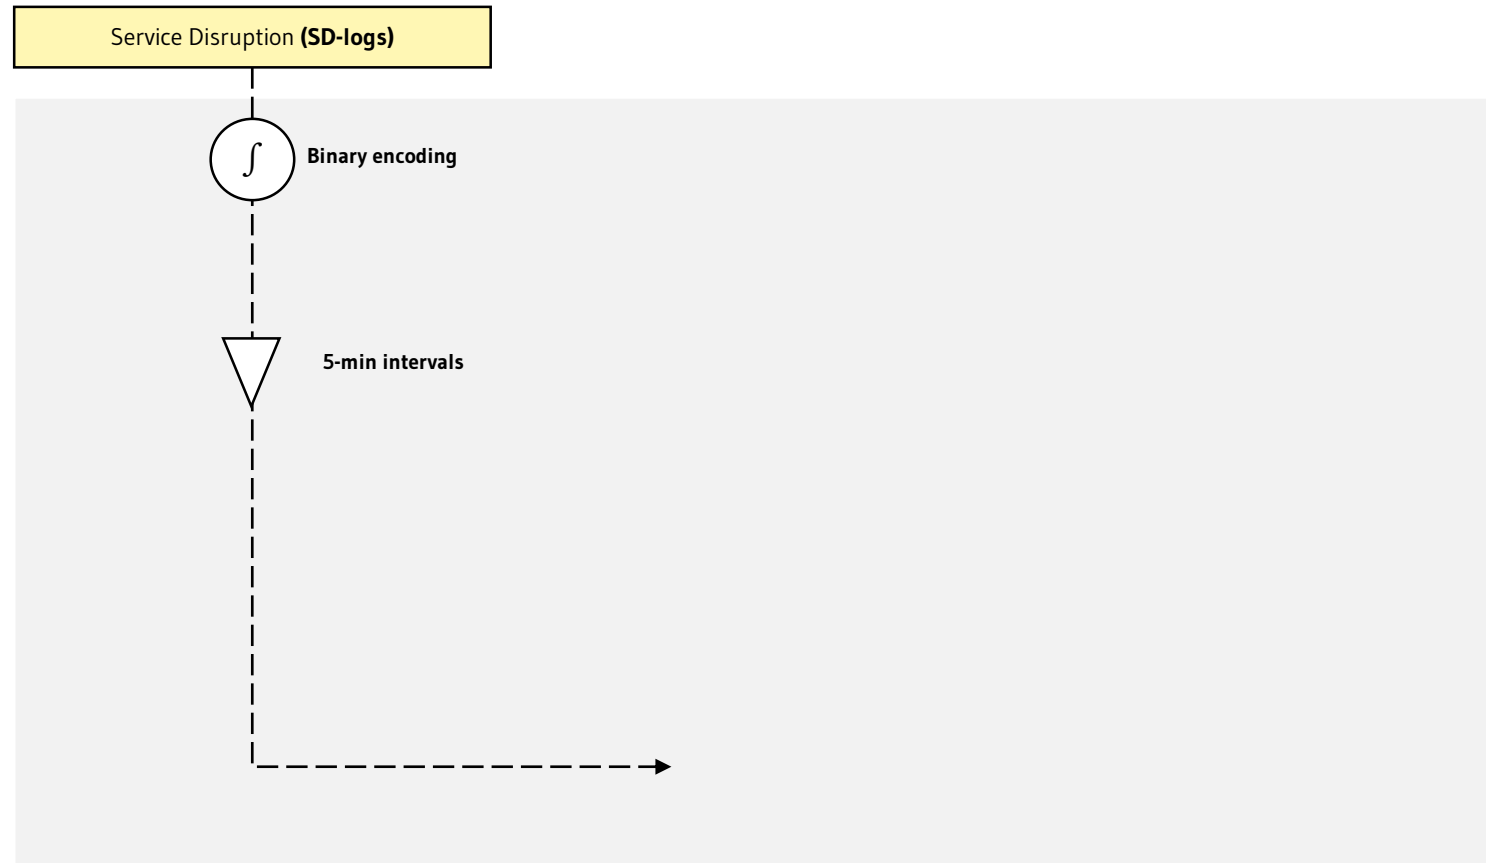 Service Disruption (SD-logs)
∫ Binary encoding
5-min intervals